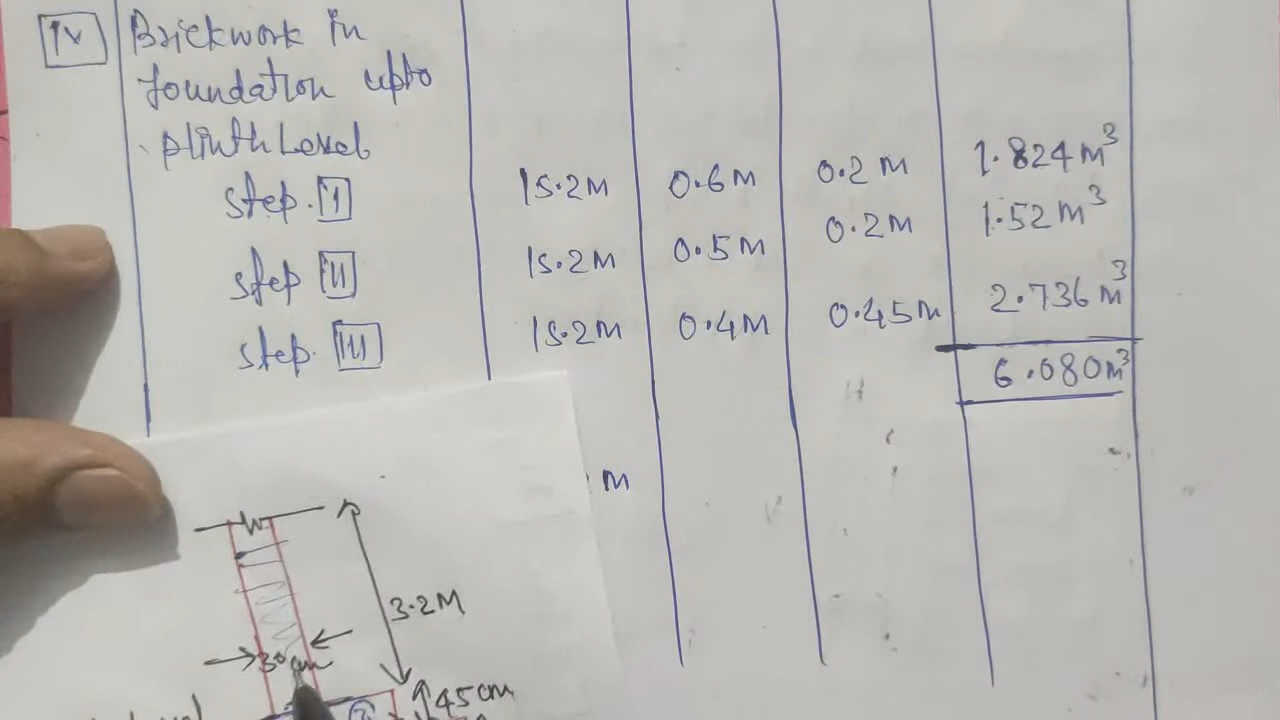 IV Brickwork in
foundation upto
plinth Level
step. I 15.2M 0.6M 0.2M 1.824M³
step II 15.2M 0.5M 0.2M 1.52M³
step. III 15.2M 0.4M 0.45M 2.736M³
6.080M³
M
3.2M
30cm
45cm